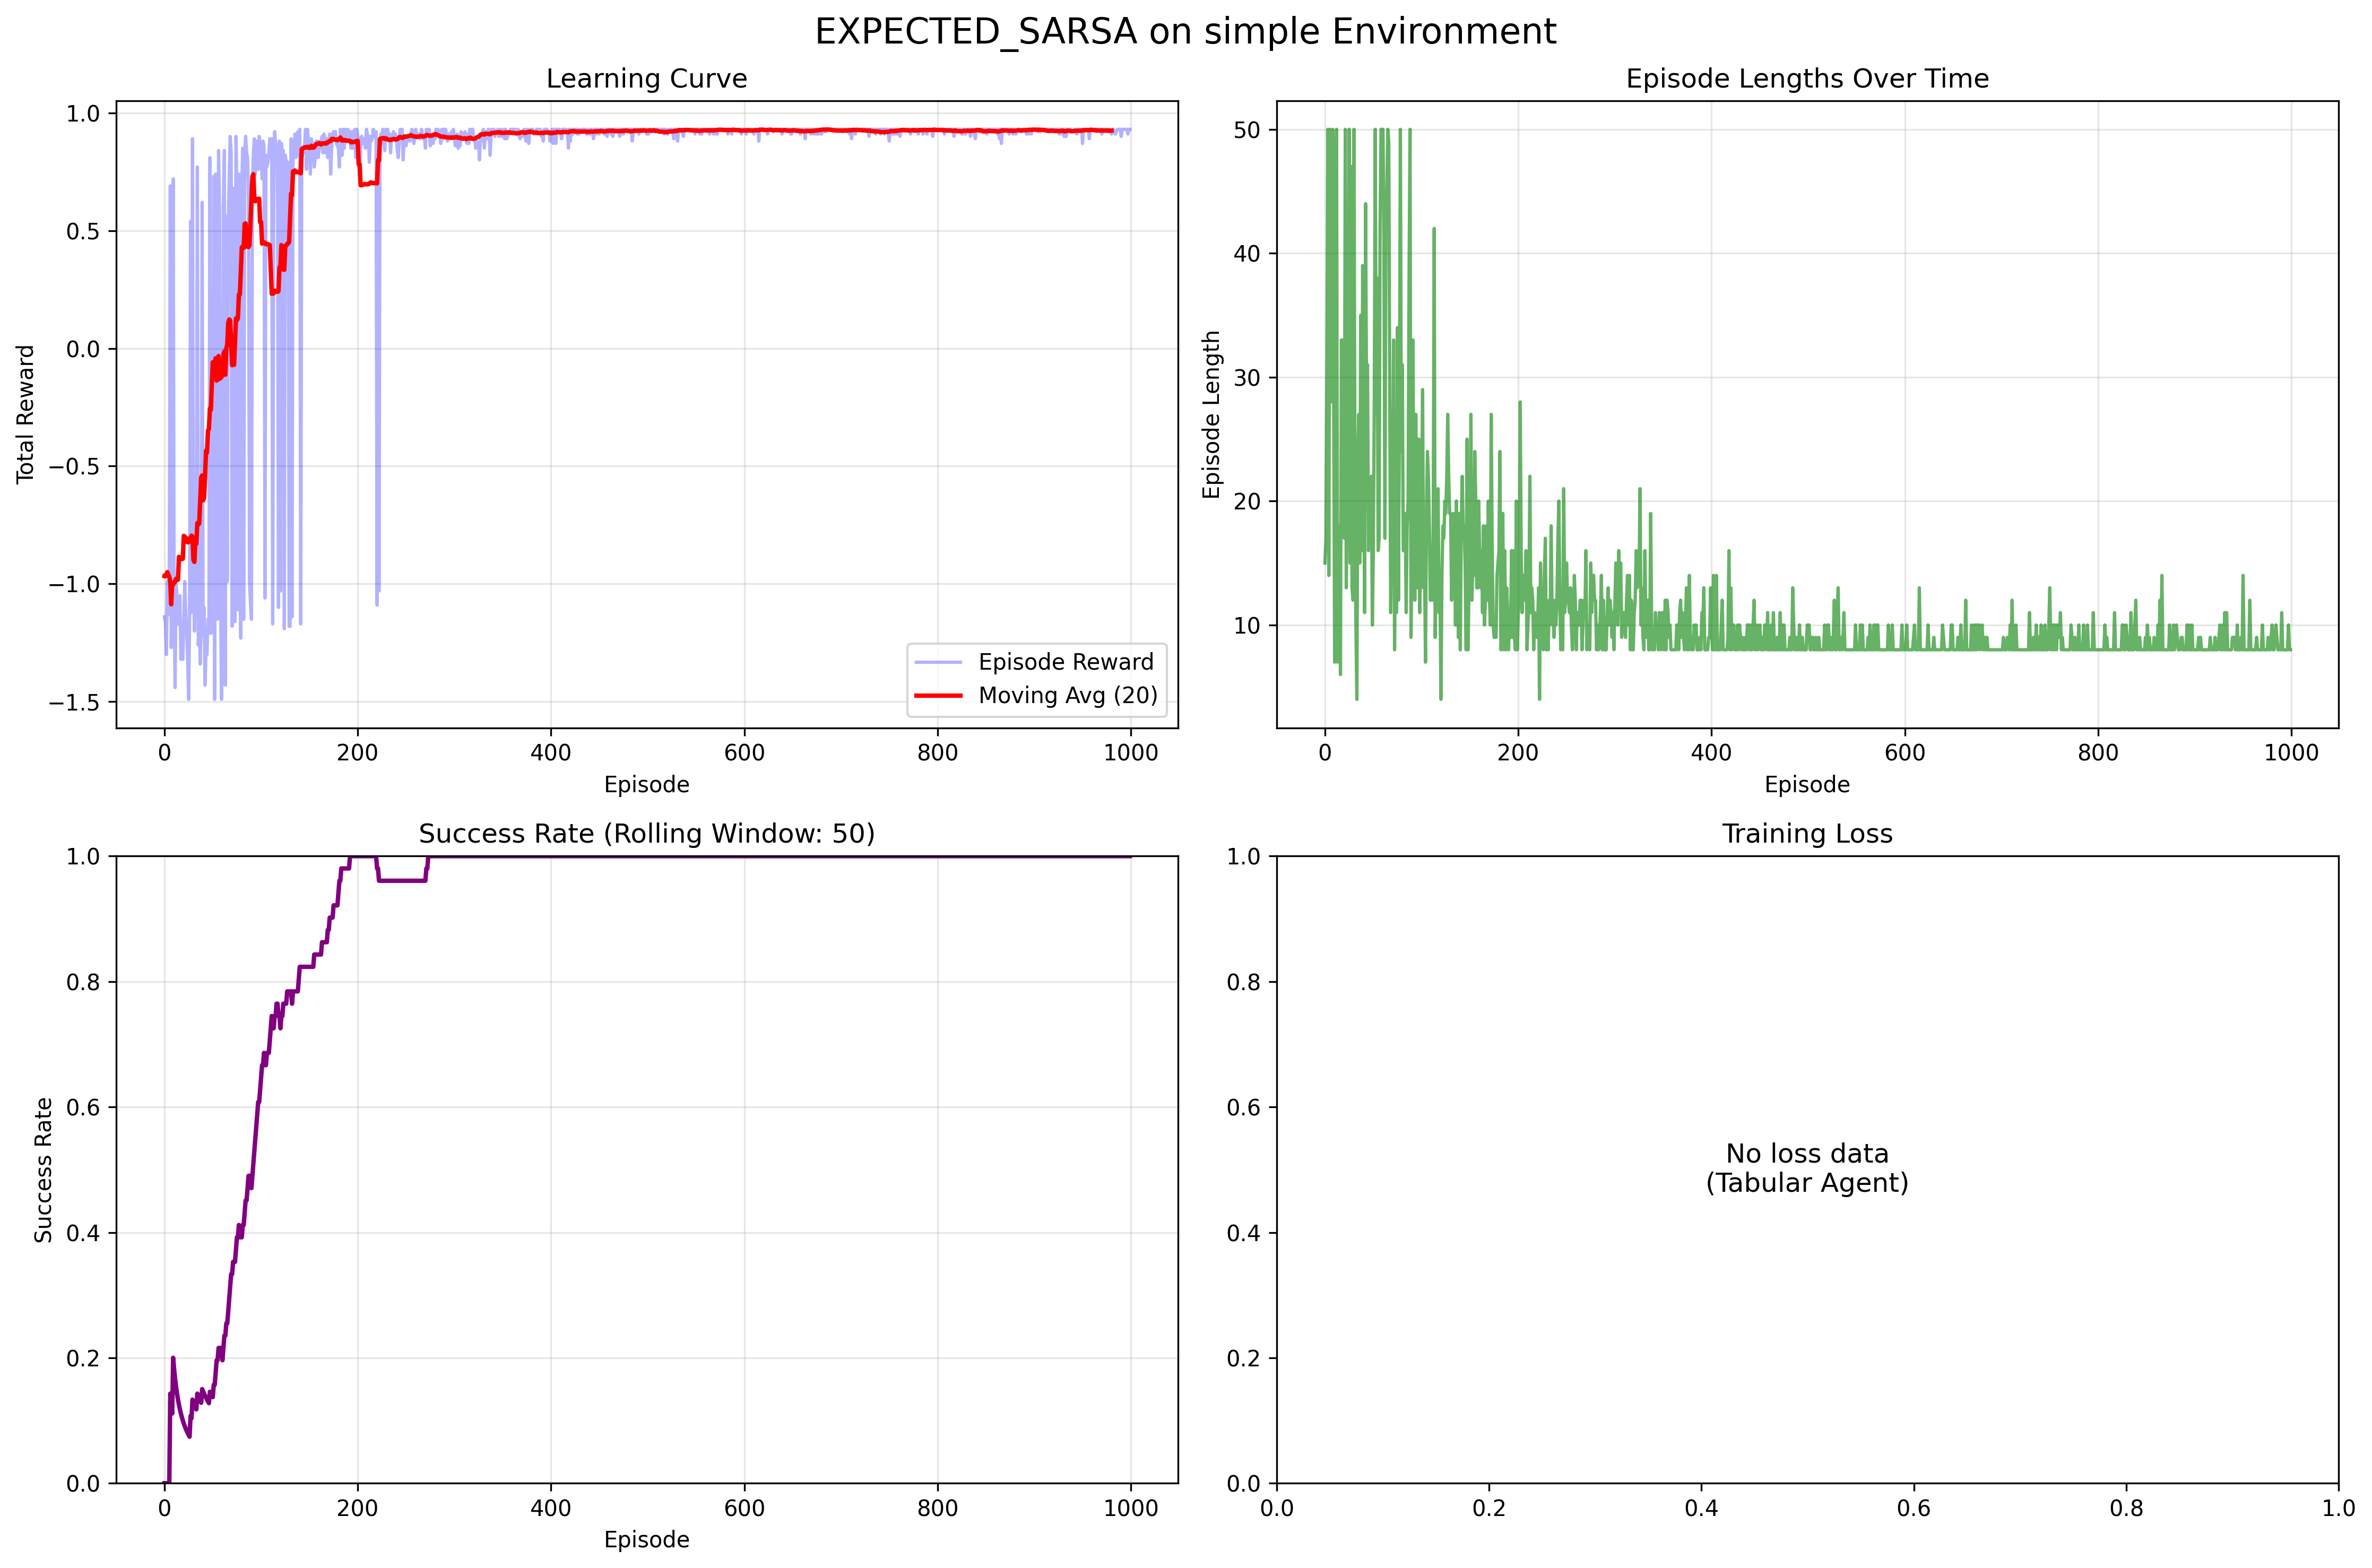 EXPECTED_SARSA on simple Environment
Learning Curve
1.0
0.5
0.0
−0.5
−1.0
−1.5
Total Reward
0 200 400 600 800 1000
Episode
Episode Reward
Moving Avg (20)
Episode Lengths Over Time
50
40
30
20
10
Episode Length
0 200 400 600 800 1000
Episode
Success Rate (Rolling Window: 50)
1.0
0.8
0.6
0.4
0.2
0.0
Success Rate
0 200 400 600 800 1000
Episode
Training Loss
1.0
0.8
0.6
0.4
0.2
0.0
No loss data
(Tabular Agent)
0.0 0.2 0.4 0.6 0.8 1.0